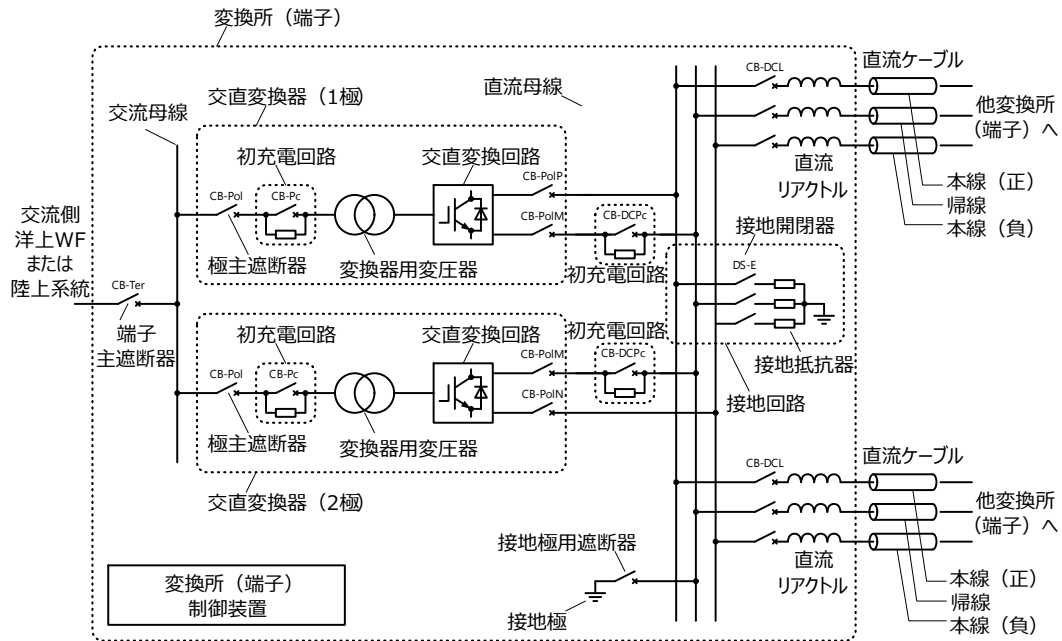 変換所（端子）
直流ケーブル
CB-DCL
交直変換器（1極）
直流母線
交流母線
他変換所
（端子）へ
初充電回路
交直変換回路
直流
リアクトル
CB-PolP
CB-Pol
CB-Pc
本線（正）
帰線
本線（負）
CB-PolM
CB-DCPc
交流側
洋上WF
または
陸上系統
接地開閉器
極主遮断器
変換器用変圧器
DS-E
初充電回路
CB-Ter
端子
主遮断器
初充電回路
交直変換回路
初充電回路
CB-PolM
CB-DCPc
接地抵抗器
CB-Pol
CB-Pc
CB-PolN
接地回路
極主遮断器
変換器用変圧器
直流ケーブル
CB-DCL
交直変換器（2極）
他変換所
（端子）へ
接地極用遮断器
直流
リアクトル
変換所（端子）
制御装置
接地極
本線（正）
帰線
本線（負）